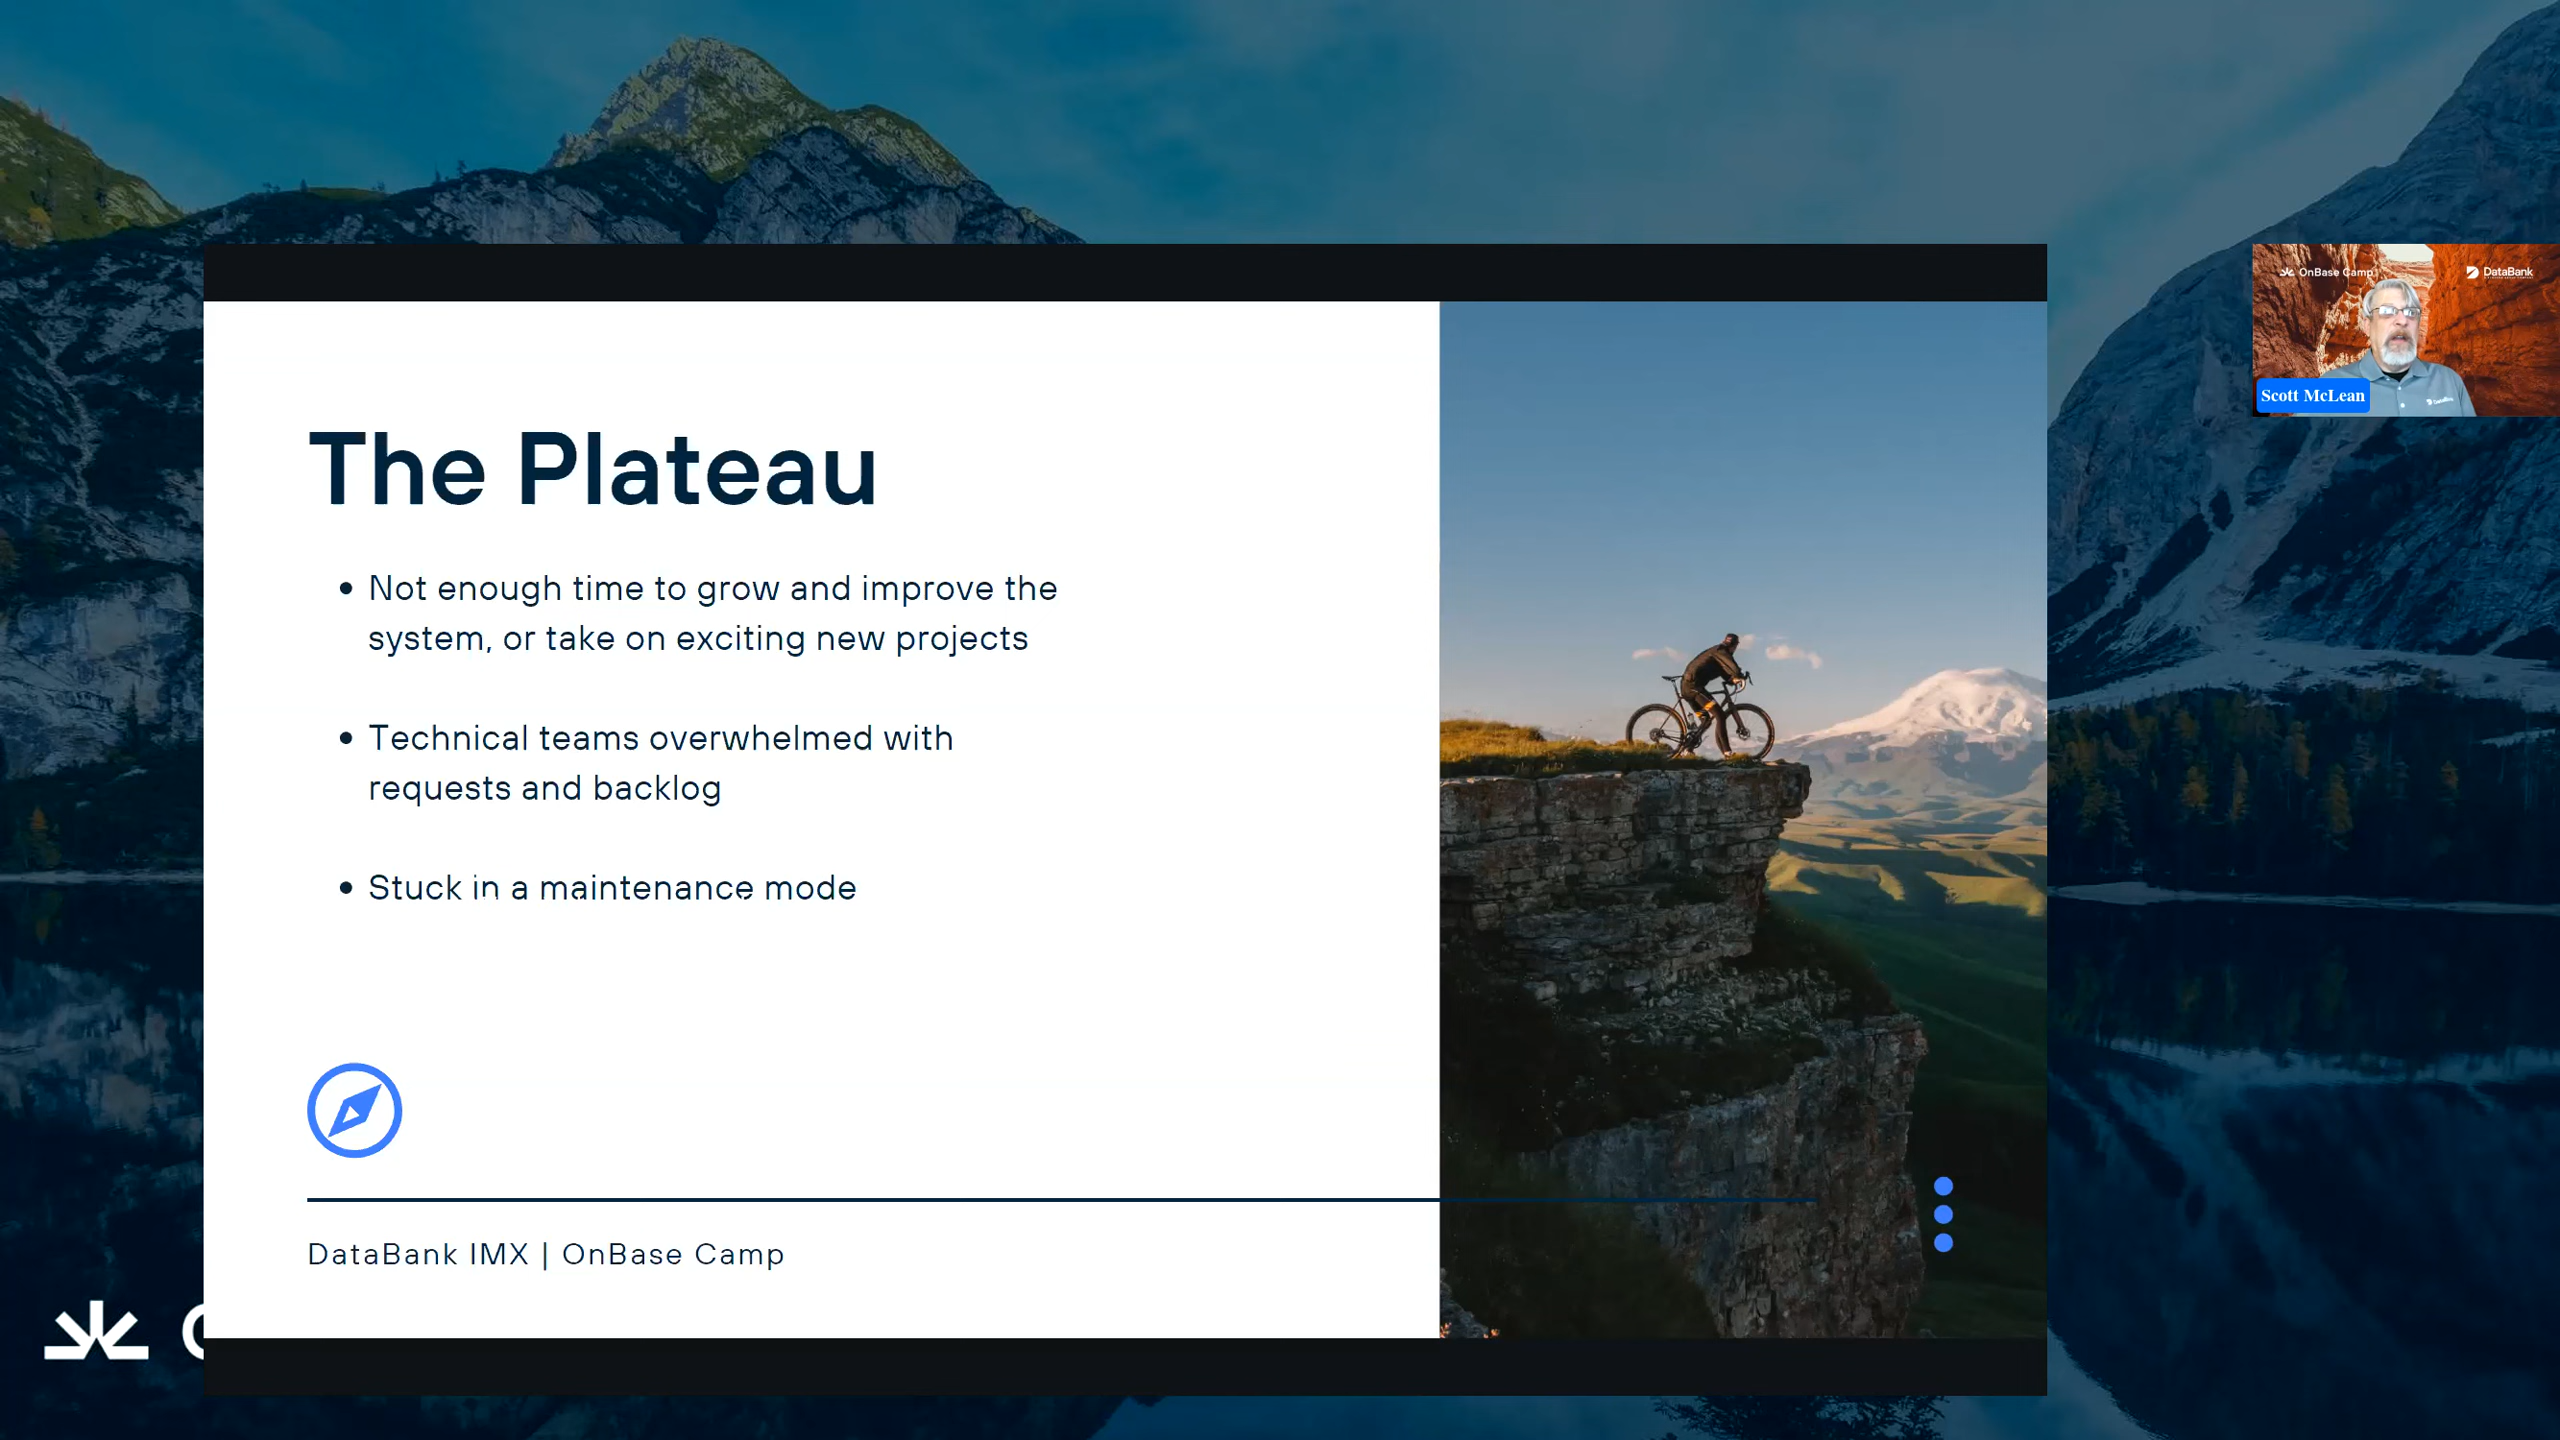 OnBase Camp
DataBank
Scott McLean
The Plateau
• Not enough time to grow and improve the
system, or take on exciting new projects
• Technical teams overwhelmed with
requests and backlog
• Stuck in a maintenance mode
DataBank IMX | OnBase Camp